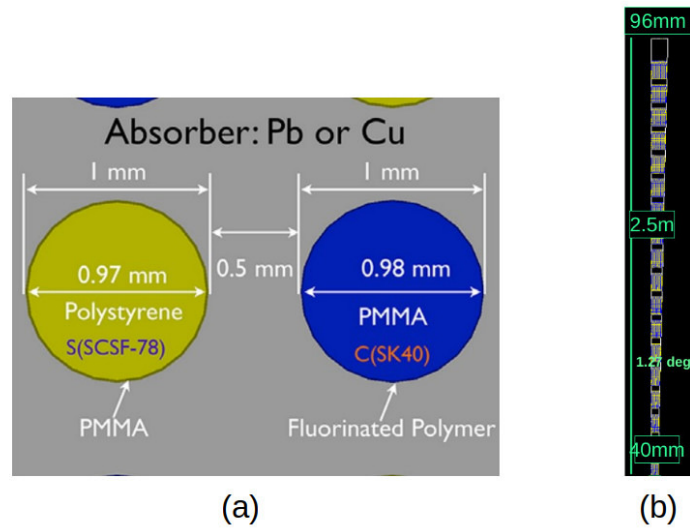 Absorber: Pb or Cu
1 mm
1 mm
0.5 mm
0.97 mm
Polystyrene
S(SCSF-78)
0.98 mm
PMMA
C(SK40)
PMMA
Fluorinated Polymer
(a)
96mm
2.5m
1.27 deg
40mm
(b)